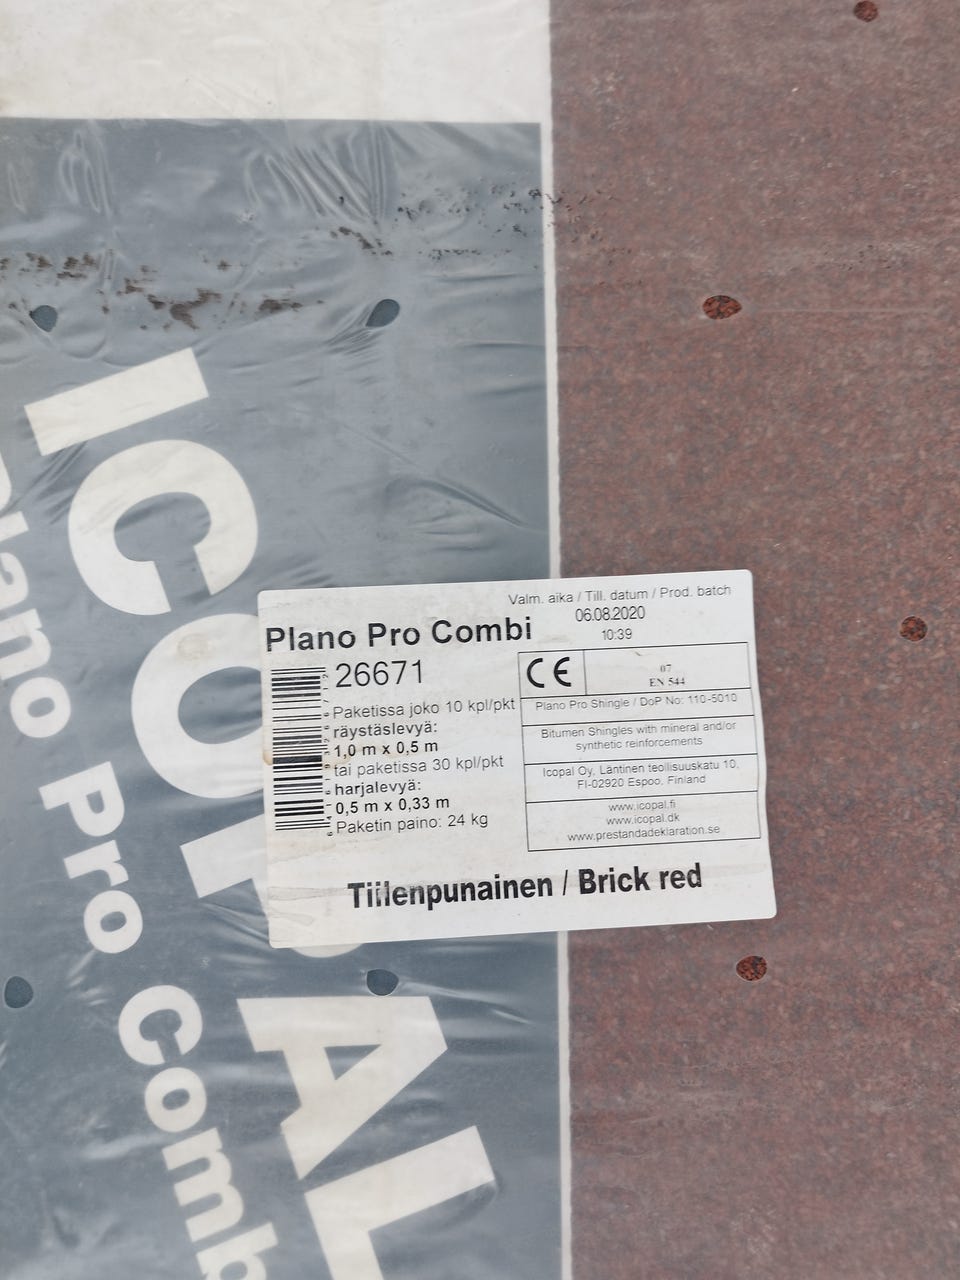 ICOPAL
Plano Pro Comb
Valm. aika / Till. datum / Prod. batch
06.08.2020
10:39
Plano Pro Combi
26671
Paketissa joko 10 kpl/pkt
räystäslevyä:
1,0 m x 0,5 m
tai paketissa 30 kpl/pkt
harjalevyä:
0,5 m x 0,33 m
Paketin paino: 24 kg
CE
07
EN 544
Plano Pro Shingle / DoP No: 110-5010
Bitumen Shingles with mineral and/or
synthetic reinforcements
Icopal Oy, Läntinen teollisuuskatu 10,
FI-02920 Espoo, Finland
www.icopal.fi
www.icopal.dk
www.prestandadeklaration.se
Tiilenpunainen / Brick red